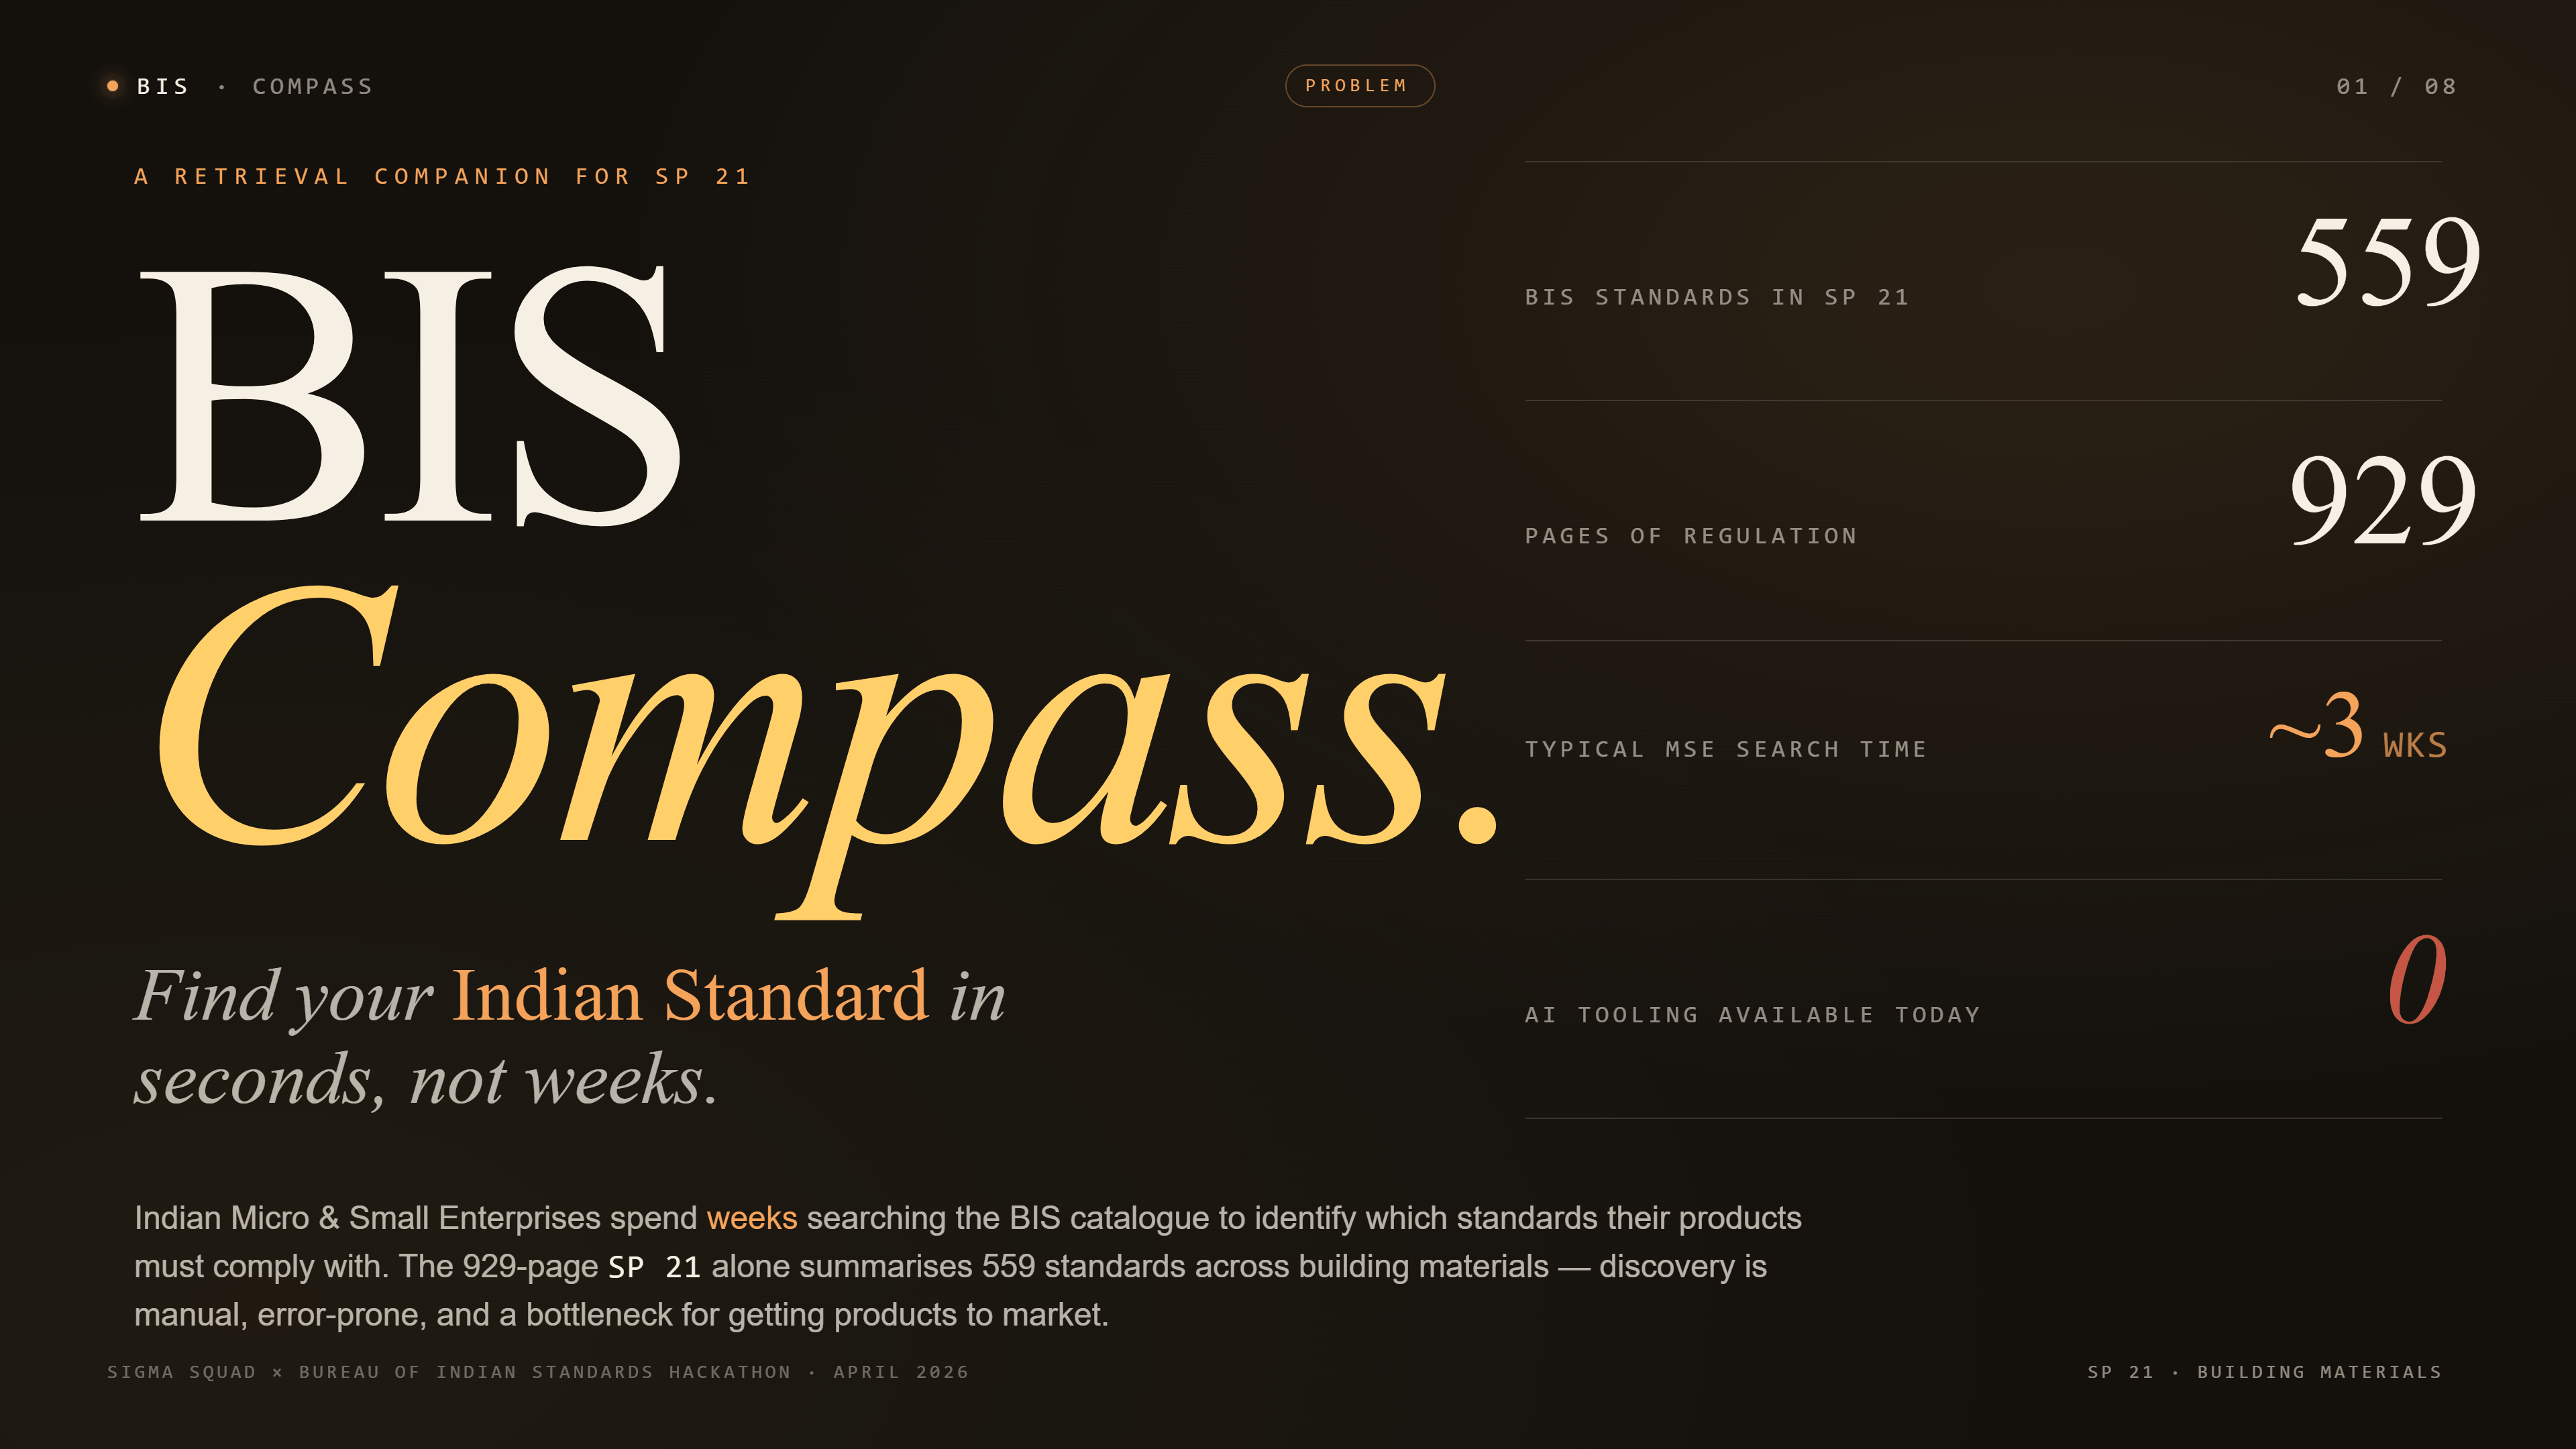 BIS · COMPASS
PROBLEM
01 / 08
A RETRIEVAL COMPANION FOR SP 21
BIS
Compass.
Find your Indian Standard in
seconds, not weeks.
BIS STANDARDS IN SP 21 559
PAGES OF REGULATION 929
TYPICAL MSE SEARCH TIME ~3 WKS
AI TOOLING AVAILABLE TODAY 0
Indian Micro & Small Enterprises spend weeks searching the BIS catalogue to identify which standards their products
must comply with. The 929-page SP 21 alone summarises 559 standards across building materials — discovery is
manual, error-prone, and a bottleneck for getting products to market.
SIGMA SQUAD × BUREAU OF INDIAN STANDARDS HACKATHON · APRIL 2026
SP 21 · BUILDING MATERIALS